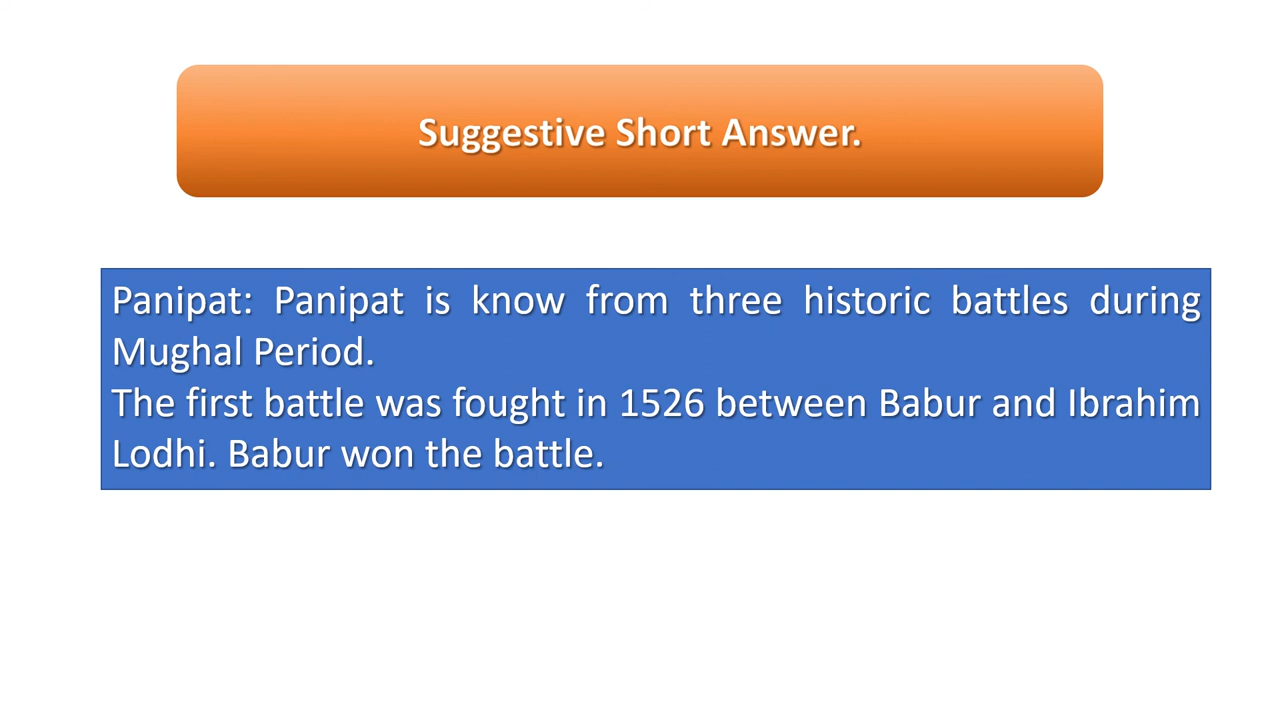 Suggestive Short Answer.
Panipat: Panipat is know from three historic battles during
Mughal Period.
The first battle was fought in 1526 between Babur and Ibrahim
Lodhi. Babur won the battle.